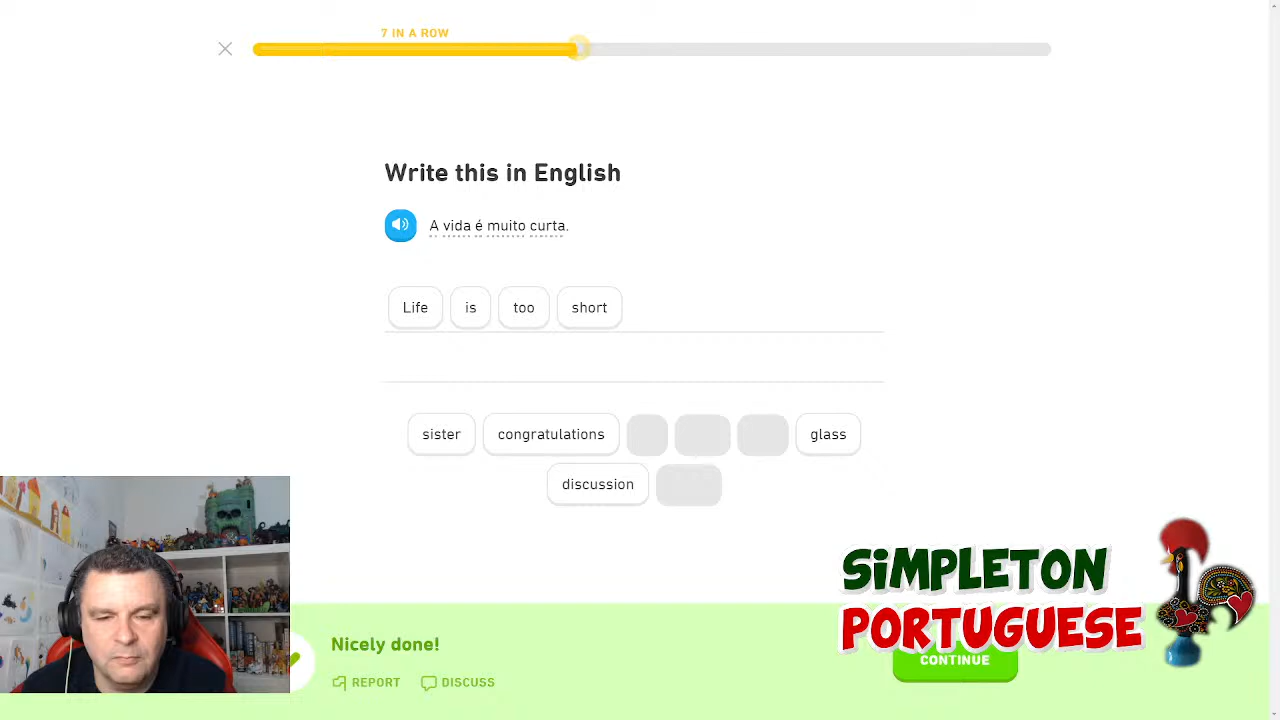 7 IN A ROW
Write this in English
A vida é muito curta.
Life is too short
sister congratulations glass
discussion
SiMPLETON
PORTUGUESE
Nicely done!
CONTINUE
REPORT DISCUSS